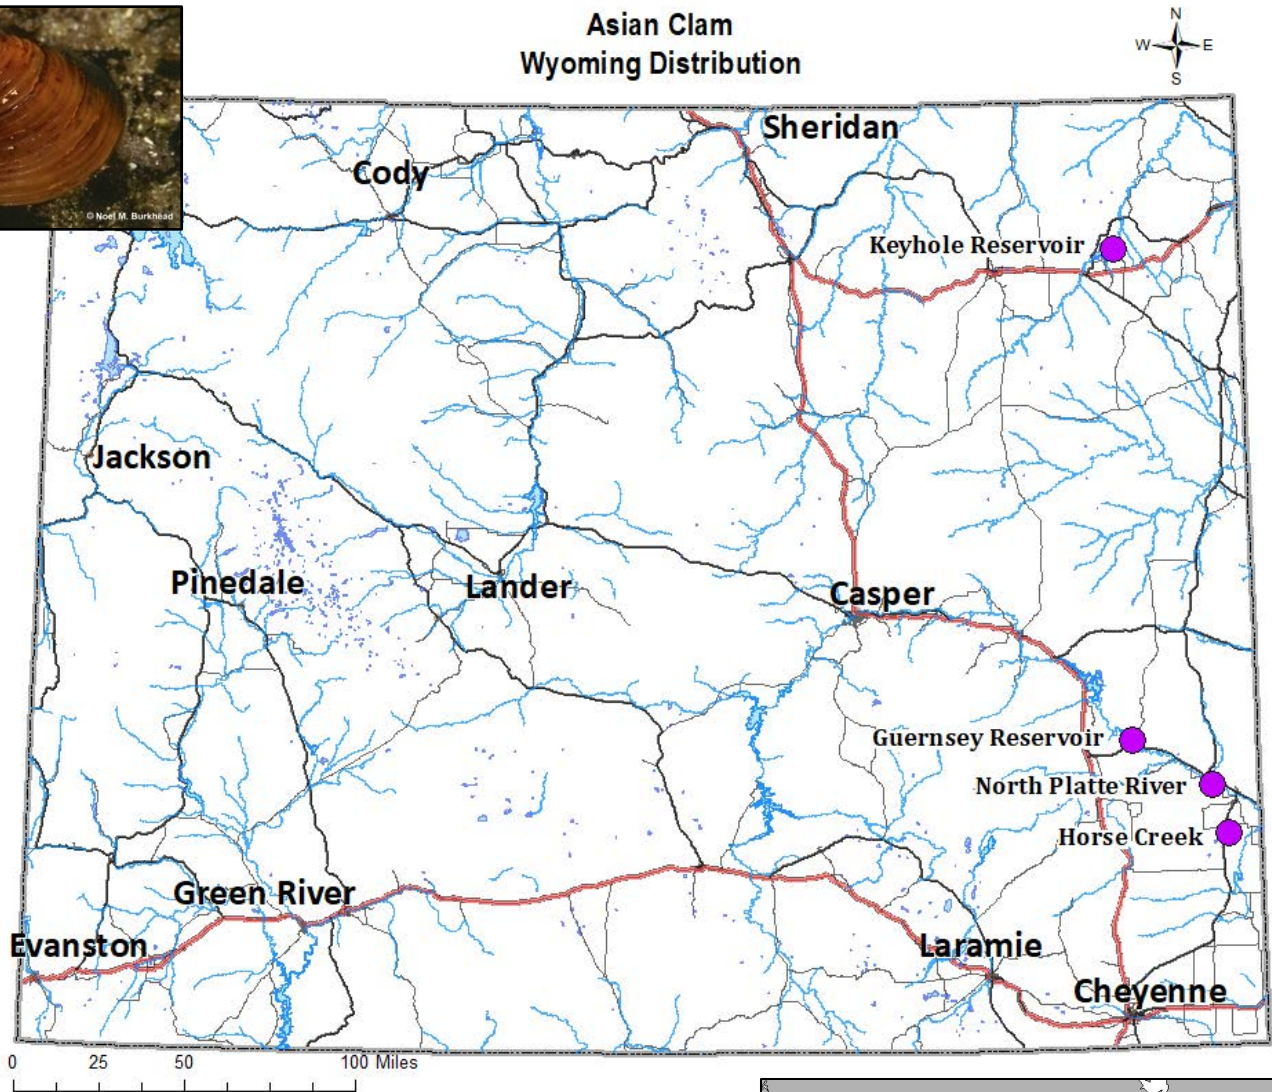 Asian Clam
Wyoming Distribution
N
W E
S
© Noel M. Burkhead
Sheridan
Cody
Keyhole Reservoir
Jackson
Pinedale
Lander
Casper
Guernsey Reservoir
North Platte River
Horse Creek
Green River
Evanston
Laramie
Cheyenne
0 25 50 100 Miles